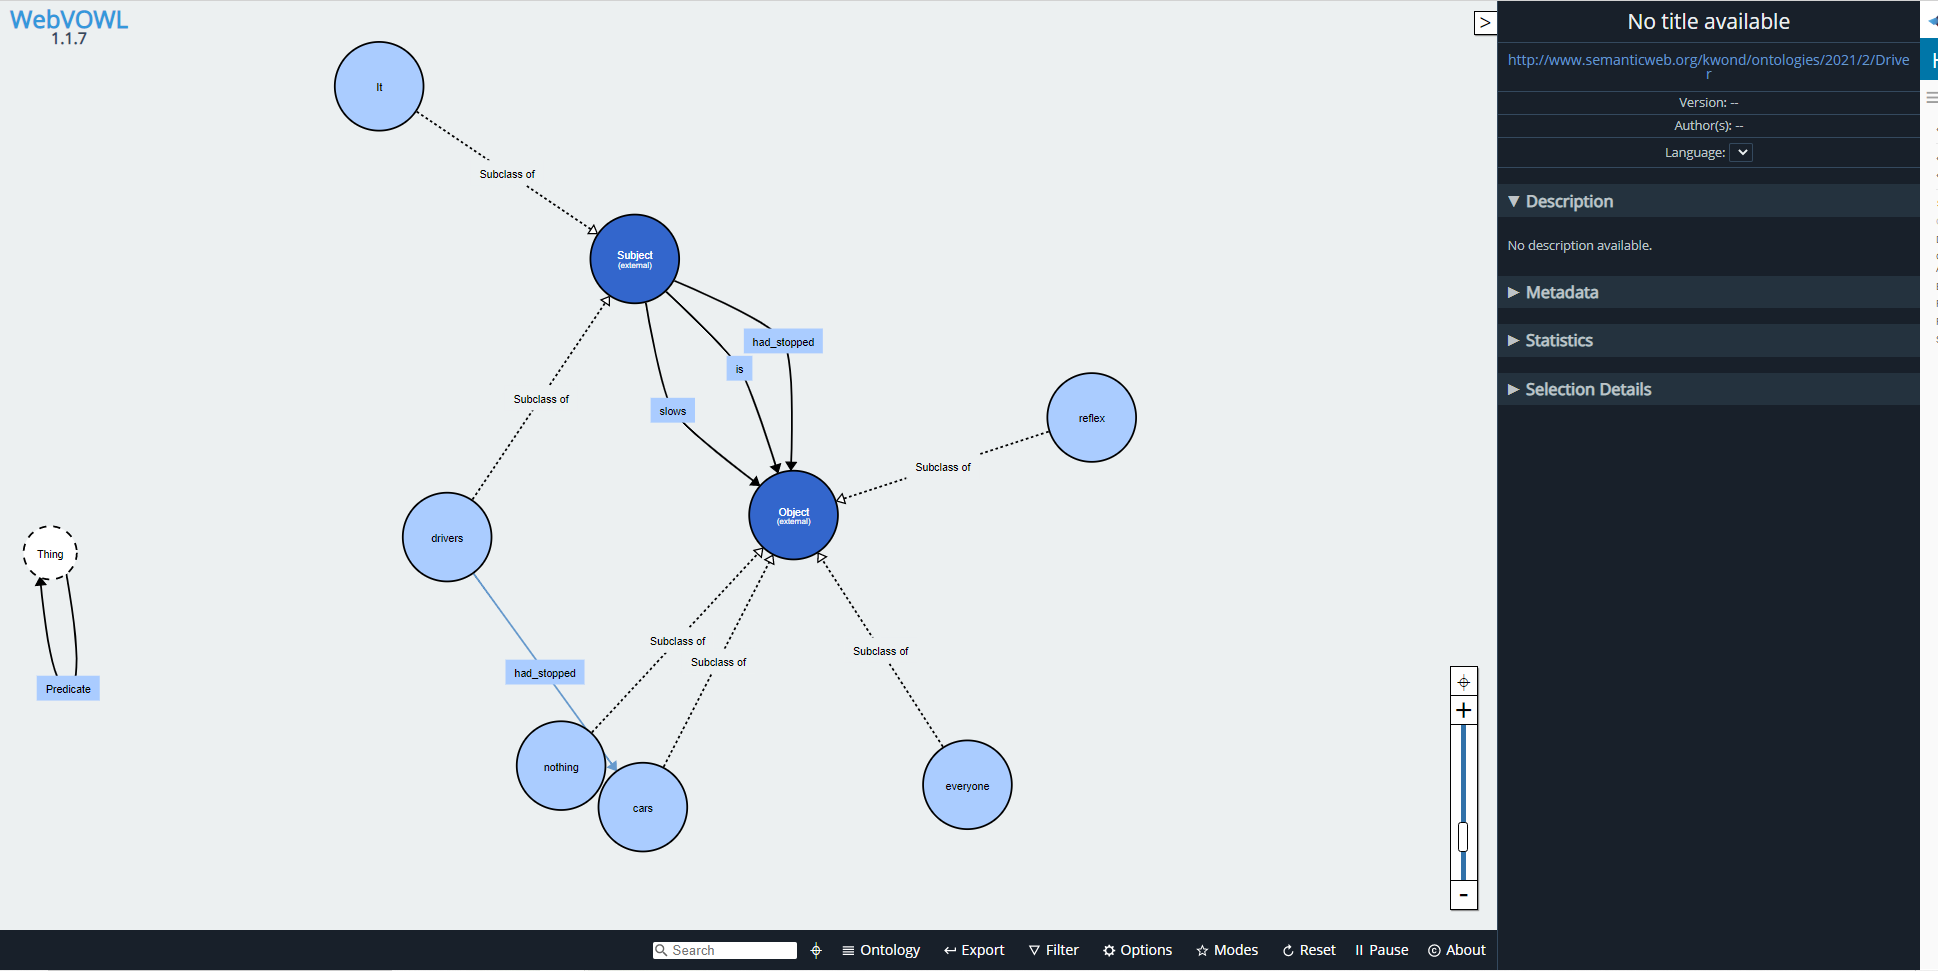 WebVOWL
1.1.7
It
Subclass of
Subject
(external)
had_stopped
is
slows
Subclass of
reflex
Subclass of
Object
(external)
drivers
Thing
Predicate
had_stopped
Subclass of
Subclass of
Subclass of
nothing
cars
everyone
>
+
-
No title available
http://www.semanticweb.org/kwond/ontologies/2021/2/Drive
r
Version: --
Author(s): --
Language:
Description
No description available.
Metadata
Statistics
Selection Details
Search Ontology Export Filter Options Modes Reset Pause About